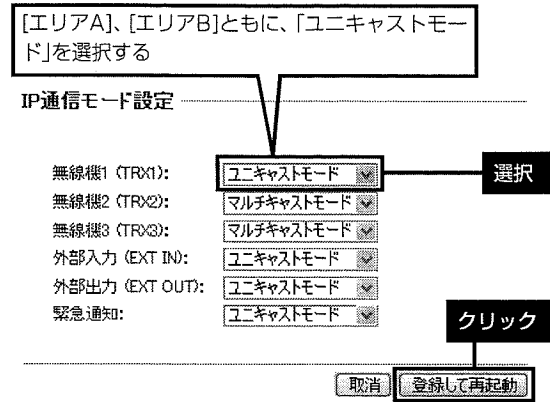 [エリアA]、[エリアB]ともに、「ユニキャストモー
ド」を選択する
IP通信モード設定
無線機1 (TRX1): ユニキャストモード 選択
無線機2 (TRX2): マルチキャストモード
無線機3 (TRX3): マルチキャストモード
外部入力 (EXT IN): ユニキャストモード
外部出力 (EXT OUT): ユニキャストモード
緊急通知: ユニキャストモード
クリック
取消 登録して再起動